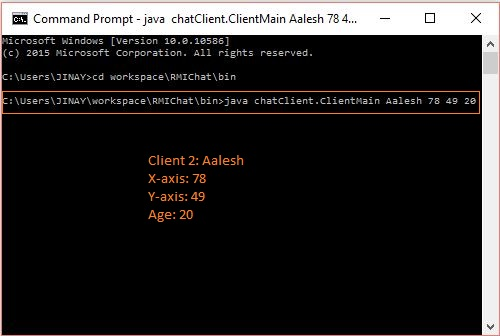 Command Prompt - java  chatClient.ClientMain Aalesh 78 4...
Microsoft Windows [Version 10.0.10586]
(c) 2015 Microsoft Corporation. All rights reserved.
C:\Users\JINAY>cd workspace\RMIChat\bin
C:\Users\JINAY\workspace\RMIChat\bin>java chatClient.ClientMain Aalesh 78 49 20
Client 2: Aalesh
X-axis: 78
Y-axis: 49
Age: 20